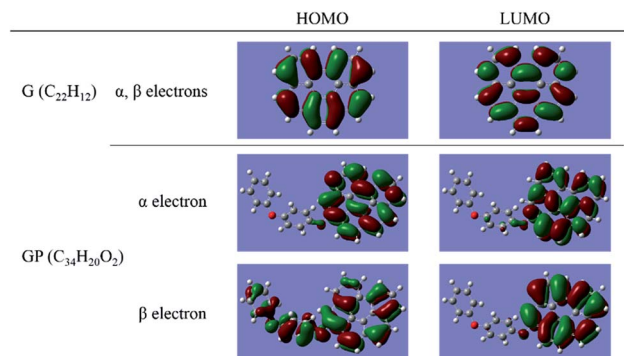 HOMO LUMO
G (C₂₂H₁₂) α, β electrons
α electron
GP (C₃₄H₂₀O₂)
β electron